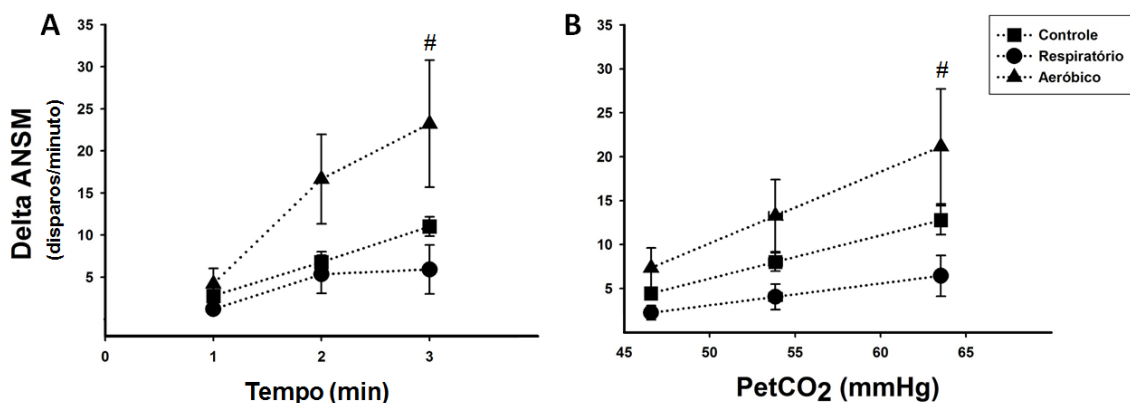 A
#
35
30
25
20
15
10
5
Delta ANSM
(disparos/minuto)
0
1
2
3
Tempo (min)
B
#
35
30
25
20
15
10
5
45
50
55
60
65
PetCO2 (mmHg)
Controle
Respiratório
Aeróbico